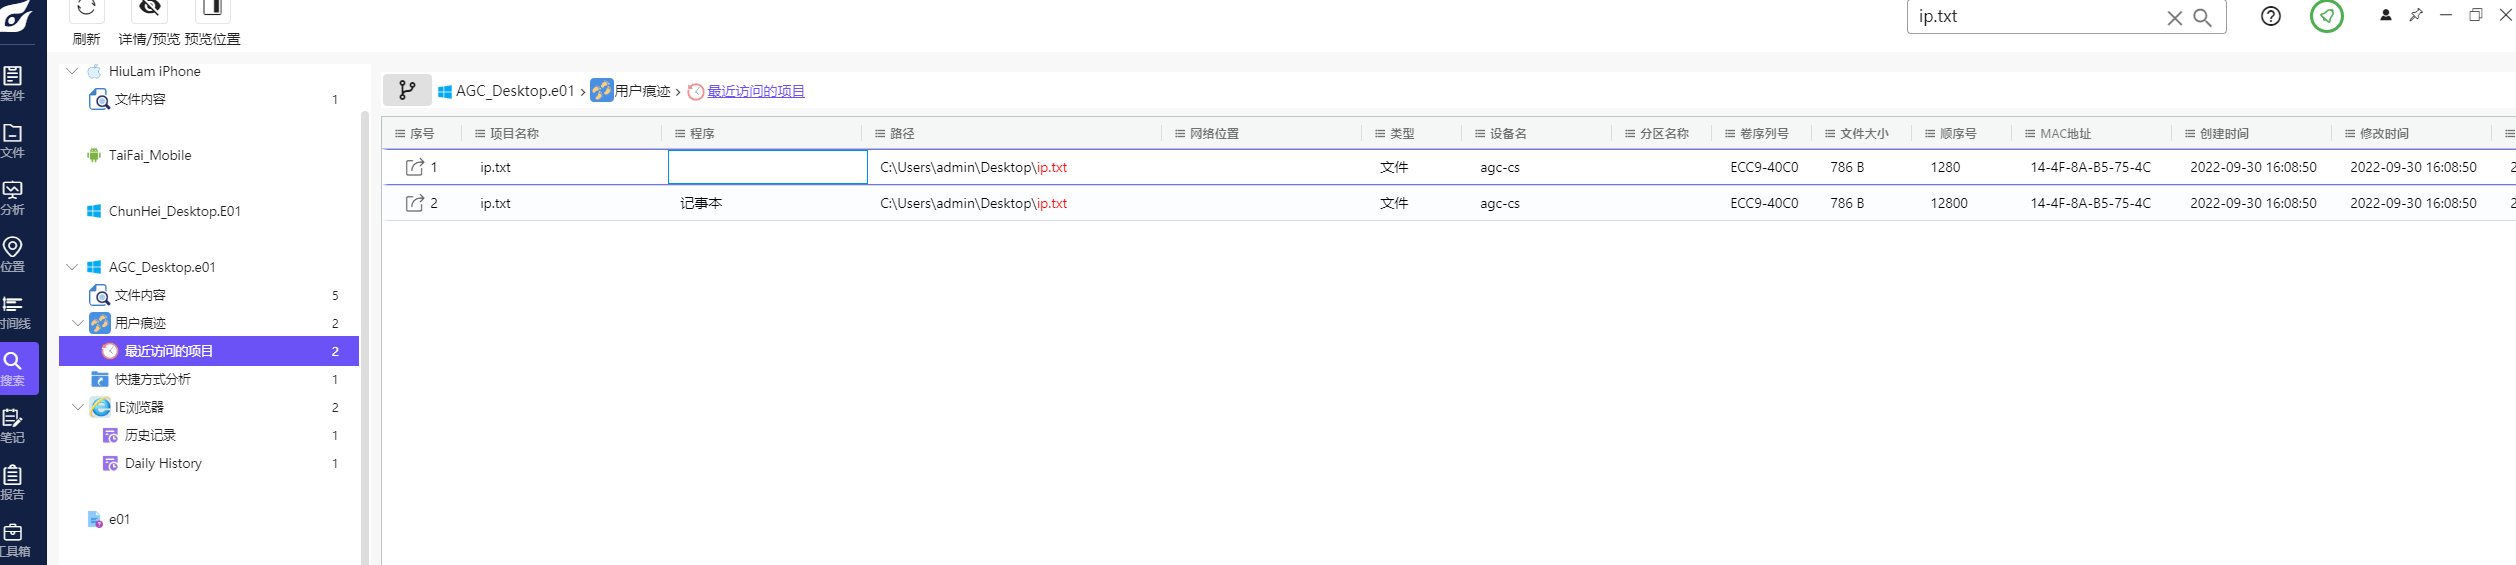 刷新 详情/预览 预览位置
ip.txt
案件
文件
分析
位置
时间线
搜索
笔记
报告
工具箱
HiuLam iPhone
文件内容 1
TaiFai_Mobile
ChunHei_Desktop.E01
AGC_Desktop.e01
文件内容 5
用户痕迹 2
最近访问的项目 2
快捷方式分析 1
IE浏览器 2
历史记录 1
Daily History 1
e01
AGC_Desktop.e01 › 用户痕迹 › 最近访问的项目
序号 项目名称 程序 路径 网络位置 类型 设备名 分区名称 卷序列号 文件大小 顺序号 MAC地址 创建时间 修改时间
1 ip.txt C:\Users\admin\Desktop\ip.txt 文件 agc-cs ECC9-40C0 786 B 1280 14-4F-8A-B5-75-4C 2022-09-30 16:08:50 2022-09-30 16:08:50 2
2 ip.txt 记事本 C:\Users\admin\Desktop\ip.txt 文件 agc-cs ECC9-40C0 786 B 12800 14-4F-8A-B5-75-4C 2022-09-30 16:08:50 2022-09-30 16:08:50 2